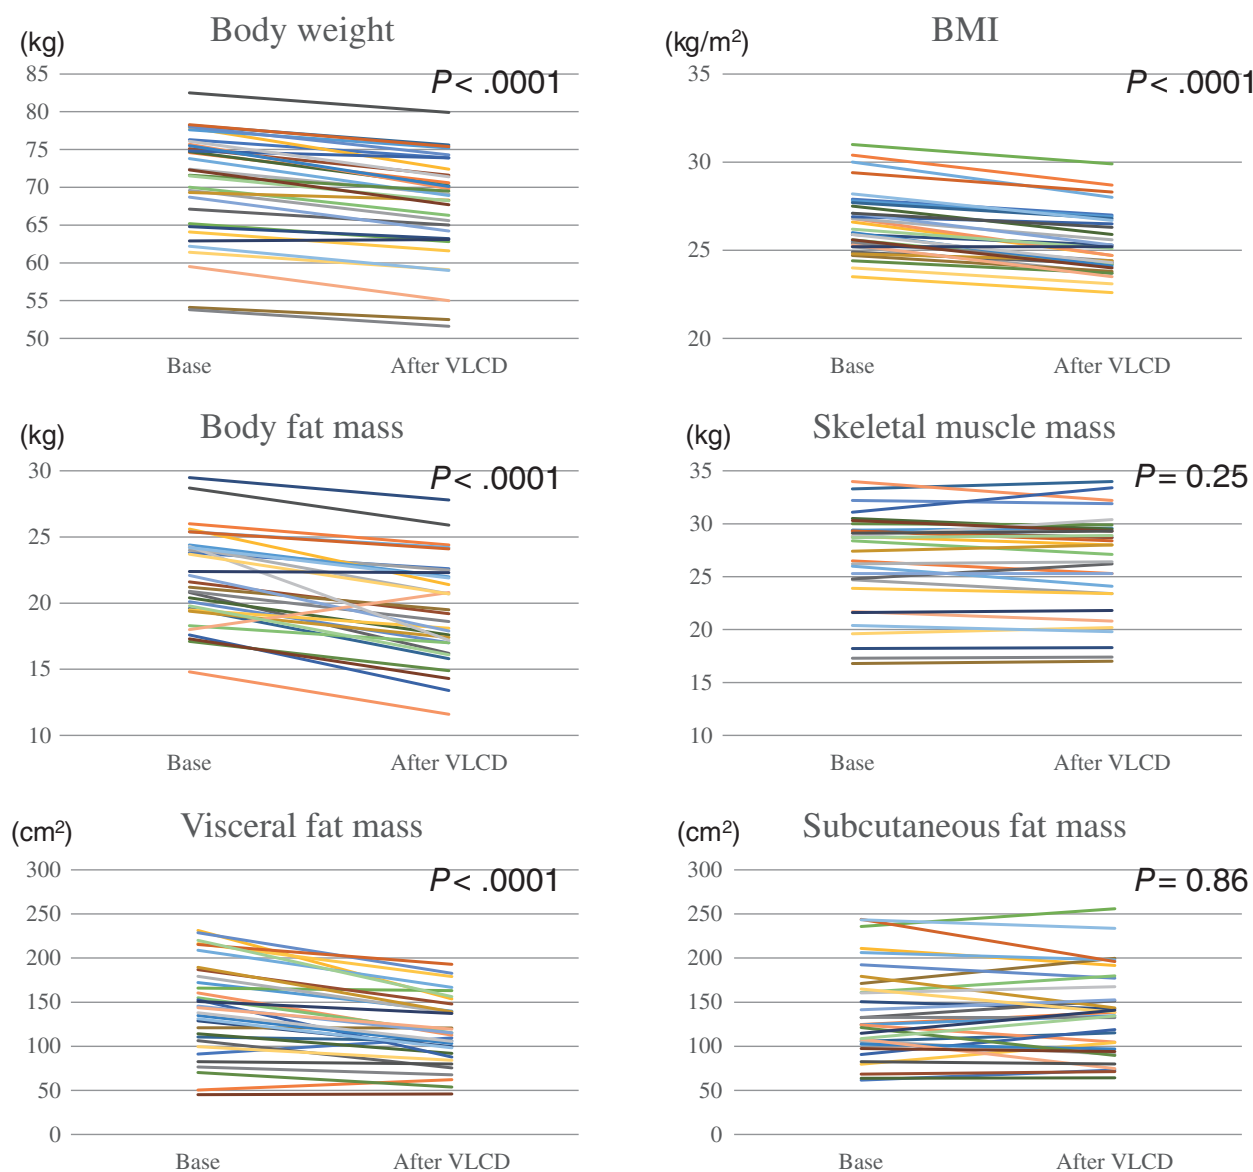 Body weight
(kg)
P < .0001
85
80
75
70
65
60
55
50
Base
After VLCD
BMI
(kg/m²)
P < .0001
35
30
25
20
Base
After VLCD
Body fat mass
(kg)
P < .0001
30
25
20
15
10
Base
After VLCD
Skeletal muscle mass
(kg)
P = 0.25
35
30
25
20
15
10
Base
After VLCD
Visceral fat mass
(cm²)
P < .0001
300
250
200
150
100
50
0
Base
After VLCD
Subcutaneous fat mass
(cm²)
P = 0.86
300
250
200
150
100
50
0
Base
After VLCD